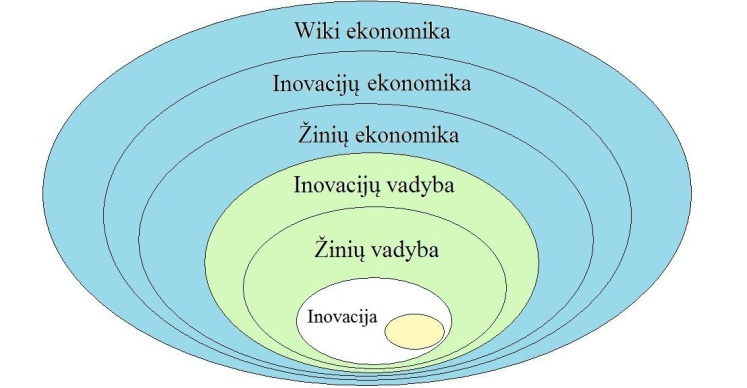 Wiki ekonomika
Inovacijų ekonomika
Žinių ekonomika
Inovacijų vadyba
Žinių vadyba
Inovacija